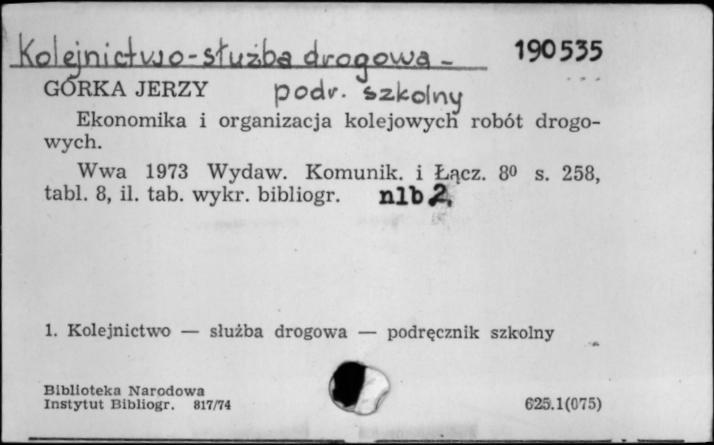 Kolejnictwo-służba drogowa - 190535
GÓRKA JERZY podr. szkolny
Ekonomika i organizacja kolejowych robót drogo-
wych.
Wwa 1973 Wydaw. Komunik. i Łącz. 8⁰ s. 258,
tabl. 8, il. tab. wykr. bibliogr. nlb 2.
1. Kolejnictwo — służba drogowa — podręcznik szkolny
Biblioteka Narodowa
Instytut Bibliogr. 817/74 625.1(075)